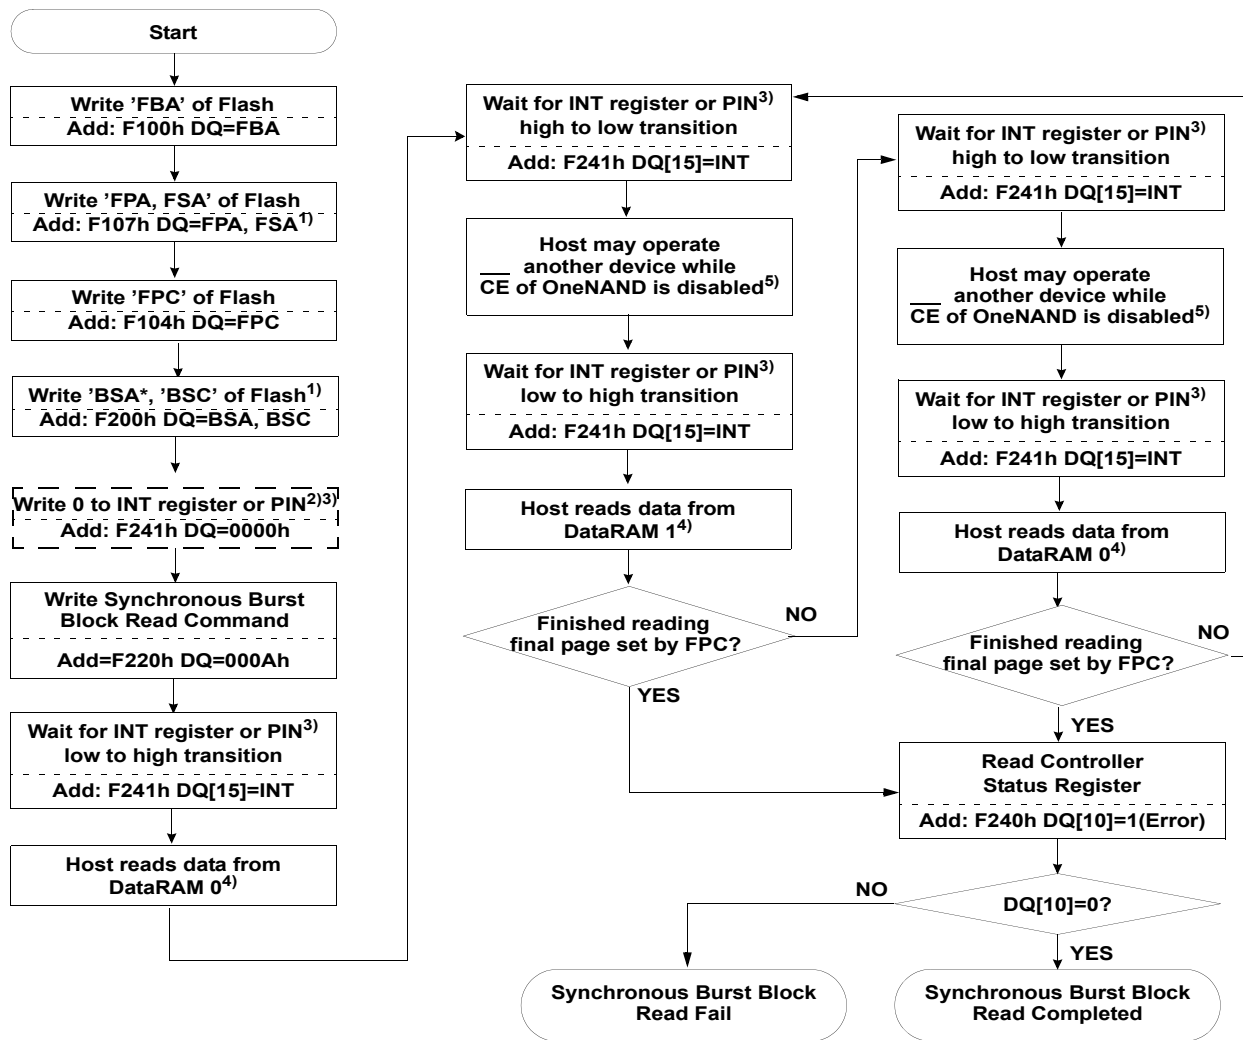 Start
Write 'FBA' of Flash
Add: F100h DQ=FBA
Write 'FPA, FSA' of Flash
Add: F107h DQ=FPA, FSA1)
Write 'FPC' of Flash
Add: F104h DQ=FPC
Write 'BSA*, 'BSC' of Flash1)
Add: F200h DQ=BSA, BSC
Write 0 to INT register or PIN2)3)
Add: F241h DQ=0000h
Write Synchronous Burst
Block Read Command
Add=F220h DQ=000Ah
Wait for INT register or PIN3)
low to high transition
Add: F241h DQ[15]=INT
Host reads data from
DataRAM 04)
Wait for INT register or PIN3)
high to low transition
Add: F241h DQ[15]=INT
Host may operate
another device while
CE of OneNAND is disabled5)
Wait for INT register or PIN3)
low to high transition
Add: F241h DQ[15]=INT
Host reads data from
DataRAM 14)
Finished reading
final page set by FPC?
NO
YES
Wait for INT register or PIN3)
high to low transition
Add: F241h DQ[15]=INT
Host may operate
another device while
CE of OneNAND is disabled5)
Wait for INT register or PIN3)
low to high transition
Add: F241h DQ[15]=INT
Host reads data from
DataRAM 04)
Finished reading
final page set by FPC?
NO
YES
Read Controller
Status Register
Add: F240h DQ[10]=1(Error)
DQ[10]=0?
NO
YES
Synchronous Burst Block
Read Fail
Synchronous Burst Block
Read Completed